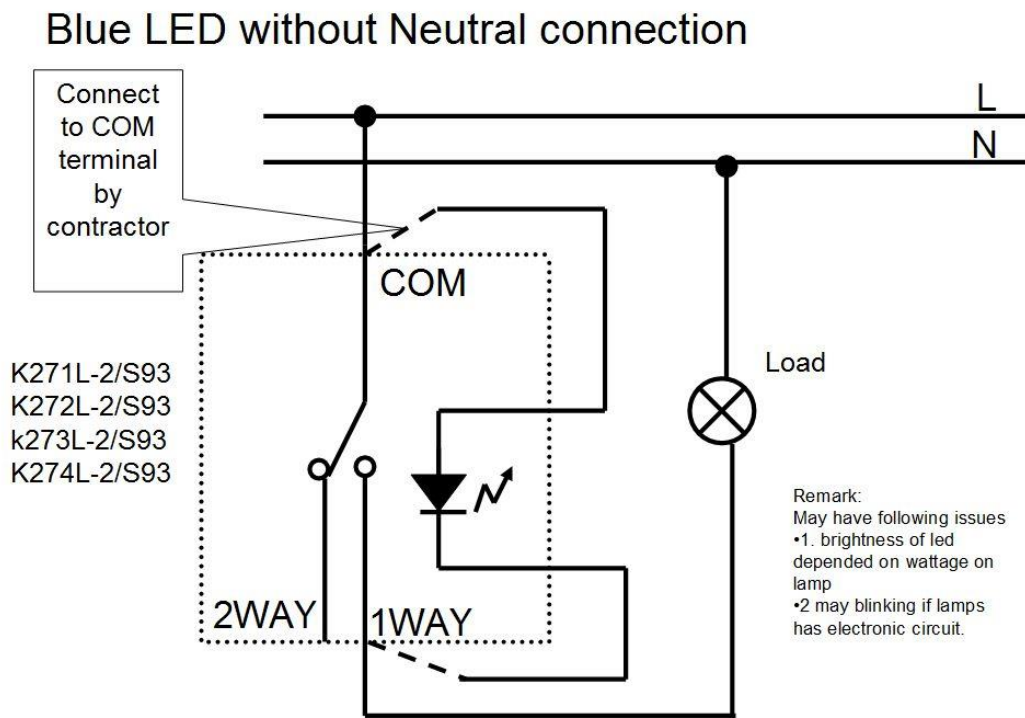 Blue LED without Neutral connection
Connect
to COM
terminal
by
contractor
L
N
COM
K271L-2/S93
K272L-2/S93
k273L-2/S93
K274L-2/S93
Load
2WAY
1WAY
Remark:
May have following issues
•1. brightness of led
depended on wattage on
lamp
•2 may blinking if lamps
has electronic circuit.